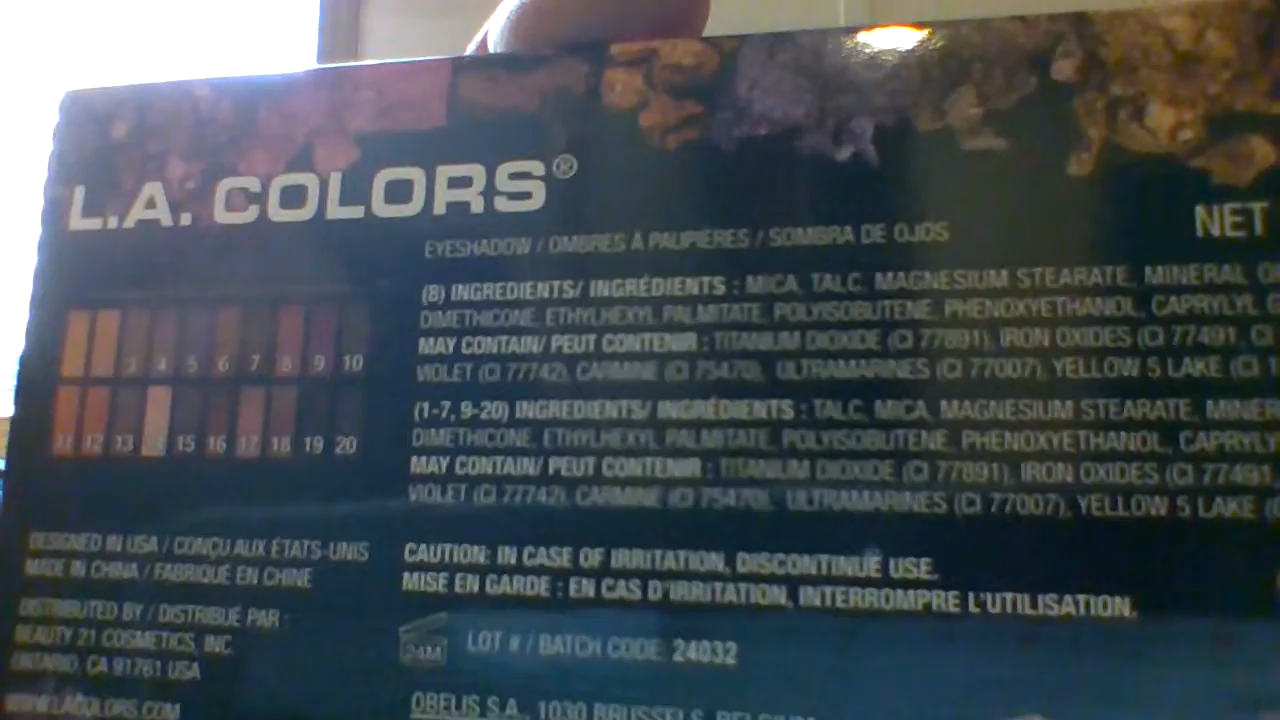 L.A. COLORS®
NET
EYESHADOW / OMBRES À PAUPIÈRES / SOMBRA DE OJOS
(8) INGREDIENTS/ INGRÉDIENTS : MICA, TALC, MAGNESIUM STEARATE, MINERAL
DIMETHICONE, ETHYLHEXYL PALMITATE, POLYISOBUTENE, PHENOXYETHANOL, CAPRYLYL
MAY CONTAIN/ PEUT CONTENIR : TITANIUM DIOXIDE (CI 77891), IRON OXIDES (CI 77491, CI
VIOLET (CI 77742), CARMINE (CI 75470), ULTRAMARINES (CI 77007), YELLOW 5 LAKE (CI
(1-7, 9-20) INGREDIENTS/ INGRÉDIENTS : TALC, MICA, MAGNESIUM STEARATE,
DIMETHICONE, ETHYLHEXYL PALMITATE, POLYISOBUTENE, PHENOXYETHANOL,
MAY CONTAIN/ PEUT CONTENIR : TITANIUM DIOXIDE (CI 77891), IRON OXIDES (CI 77491,
VIOLET (CI 77742), CARMINE (CI 75470), ULTRAMARINES (CI 77007), YELLOW 5 LAKE
3 4 5 6 7 8 9 10
11 12 13 15 16 17 18 19 20
DESIGNED IN USA / CONÇU AUX ÉTATS-UNIS
MADE IN CHINA / FABRIQUÉ EN CHINE
DISTRIBUTED BY / DISTRIBUÉ PAR :
BEAUTY 21 COSMETICS, INC.
ONTARIO, CA 91761 USA
WWW.LACOLORS.COM
CAUTION: IN CASE OF IRRITATION, DISCONTINUE USE.
MISE EN GARDE : EN CAS D'IRRITATION, INTERROMPRE L'UTILISATION.
24M
LOT # / BATCH CODE: 24032
OBELIS S.A., 1030 BRUSSELS, BELGIUM